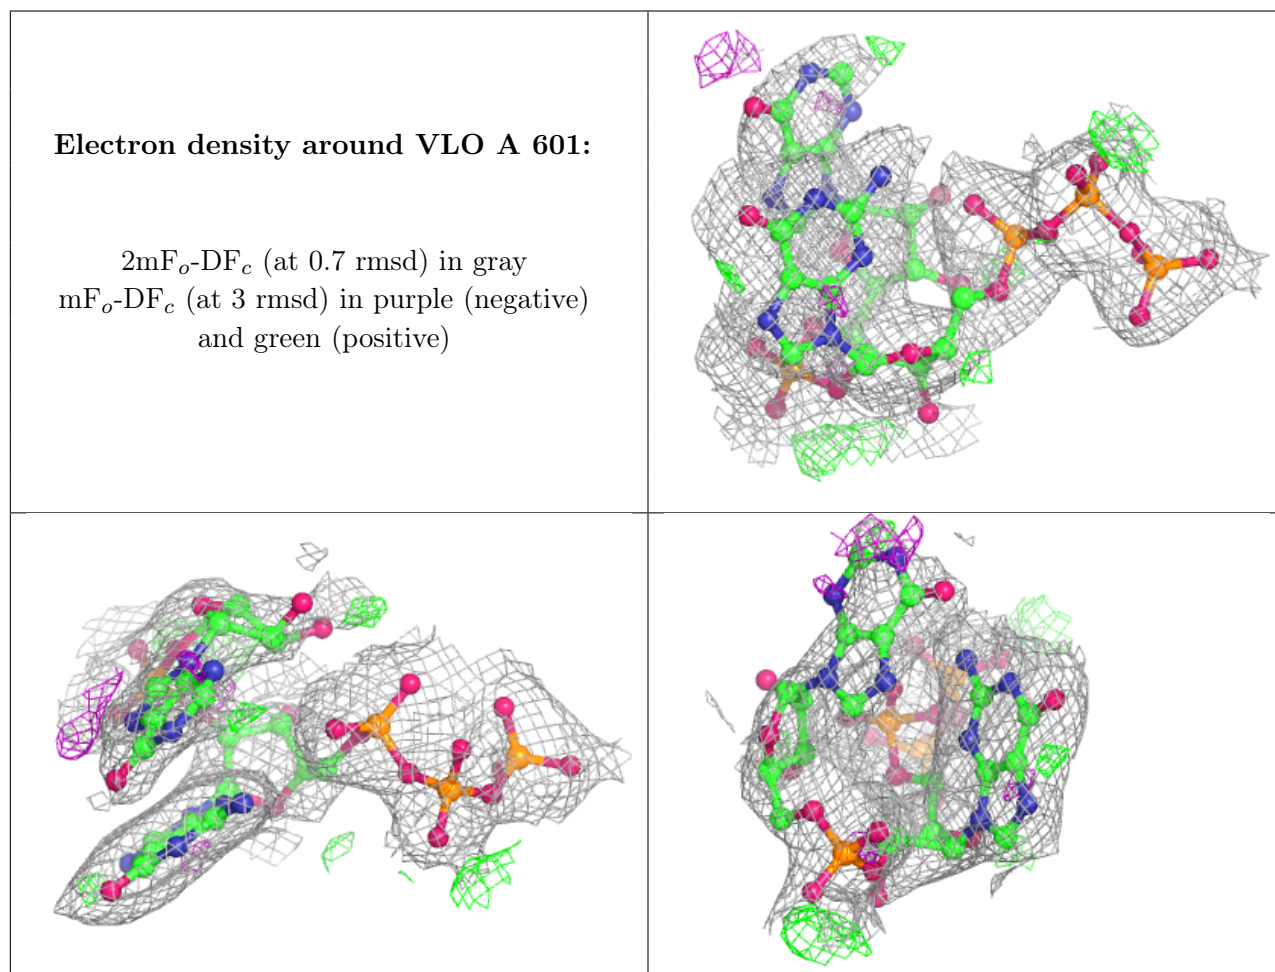 Electron density around VLO A 601:
2mFo-DFc (at 0.7 rmsd) in gray
mFo-DFc (at 3 rmsd) in purple (negative)
and green (positive)